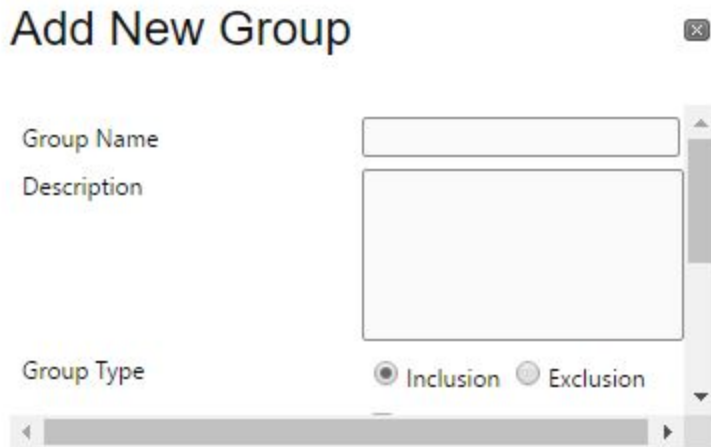 Add New Group
Group Name
Description
Group Type
Inclusion Exclusion